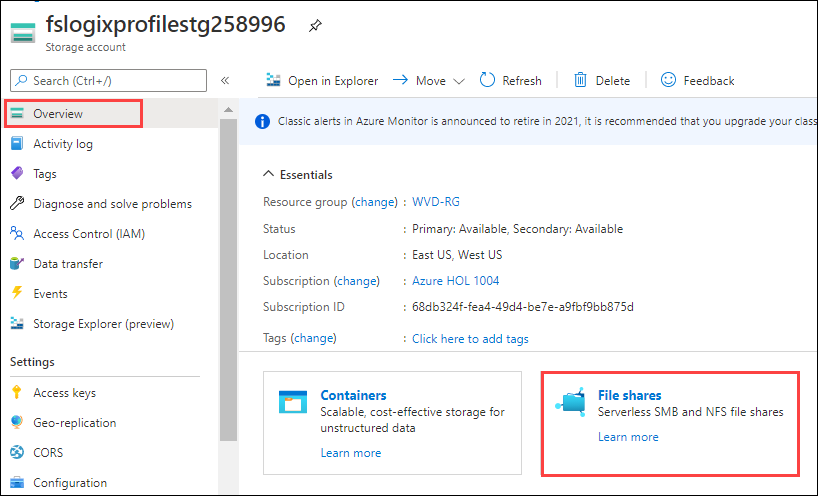 fslogixprofilestg258996
Storage account
Search (Ctrl+/)
«
Open in Explorer
Move
Refresh
Delete
Feedback
Overview
Activity log
Tags
Diagnose and solve problems
Access Control (IAM)
Data transfer
Events
Storage Explorer (preview)
Settings
Access keys
Geo-replication
CORS
Configuration
Classic alerts in Azure Monitor is announced to retire in 2021, it is recommended that you upgrade your class
Essentials
Resource group (change) : WVD-RG
Status : Primary: Available, Secondary: Available
Location : East US, West US
Subscription (change) : Azure HOL 1004
Subscription ID : 68db324f-fea4-49d4-be7e-a9fbf9bb875d
Tags (change) : Click here to add tags
Containers
Scalable, cost-effective storage for
unstructured data
Learn more
File shares
Serverless SMB and NFS file shares
Learn more